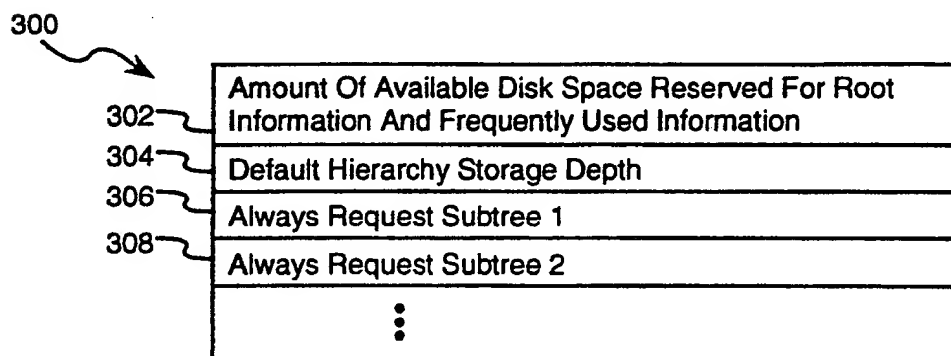 300
302
Amount Of Available Disk Space Reserved For Root
Information And Frequently Used Information
304
Default Hierarchy Storage Depth
306
Always Request Subtree 1
308
Always Request Subtree 2